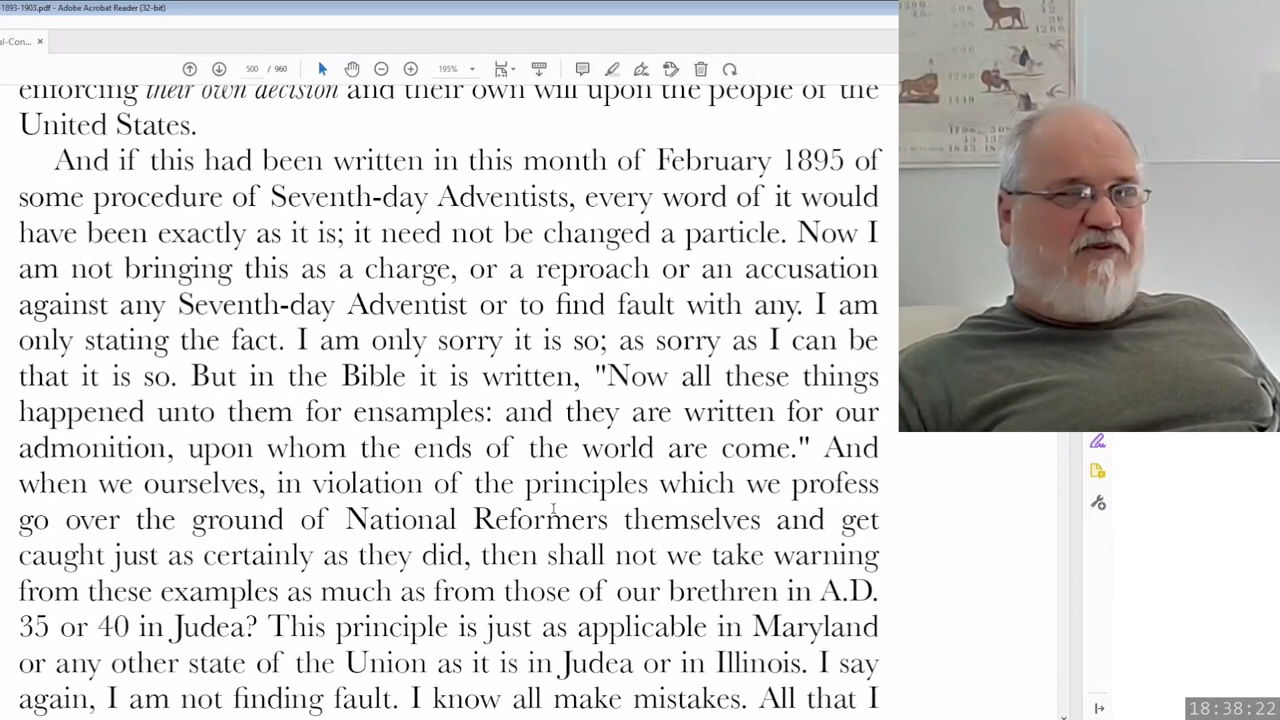 -1893-1903.pdf - Adobe Acrobat Reader (32-bit)
al-Con... ×
500 / 960
195%
enforcing their own decision and their own will upon the people of the
United States.
And if this had been written in this month of February 1895 of
some procedure of Seventh-day Adventists, every word of it would
have been exactly as it is; it need not be changed a particle. Now I
am not bringing this as a charge, or a reproach or an accusation
against any Seventh-day Adventist or to find fault with any. I am
only stating the fact. I am only sorry it is so; as sorry as I can be
that it is so. But in the Bible it is written, "Now all these things
happened unto them for ensamples: and they are written for our
admonition, upon whom the ends of the world are come." And
when we ourselves, in violation of the principles which we profess
go over the ground of National Reformers themselves and get
caught just as certainly as they did, then shall not we take warning
from these examples as much as from those of our brethren in A.D.
35 or 40 in Judea? This principle is just as applicable in Maryland
or any other state of the Union as it is in Judea or in Illinois. I say
again, I am not finding fault. I know all make mistakes. All that I
1260
18:38:22